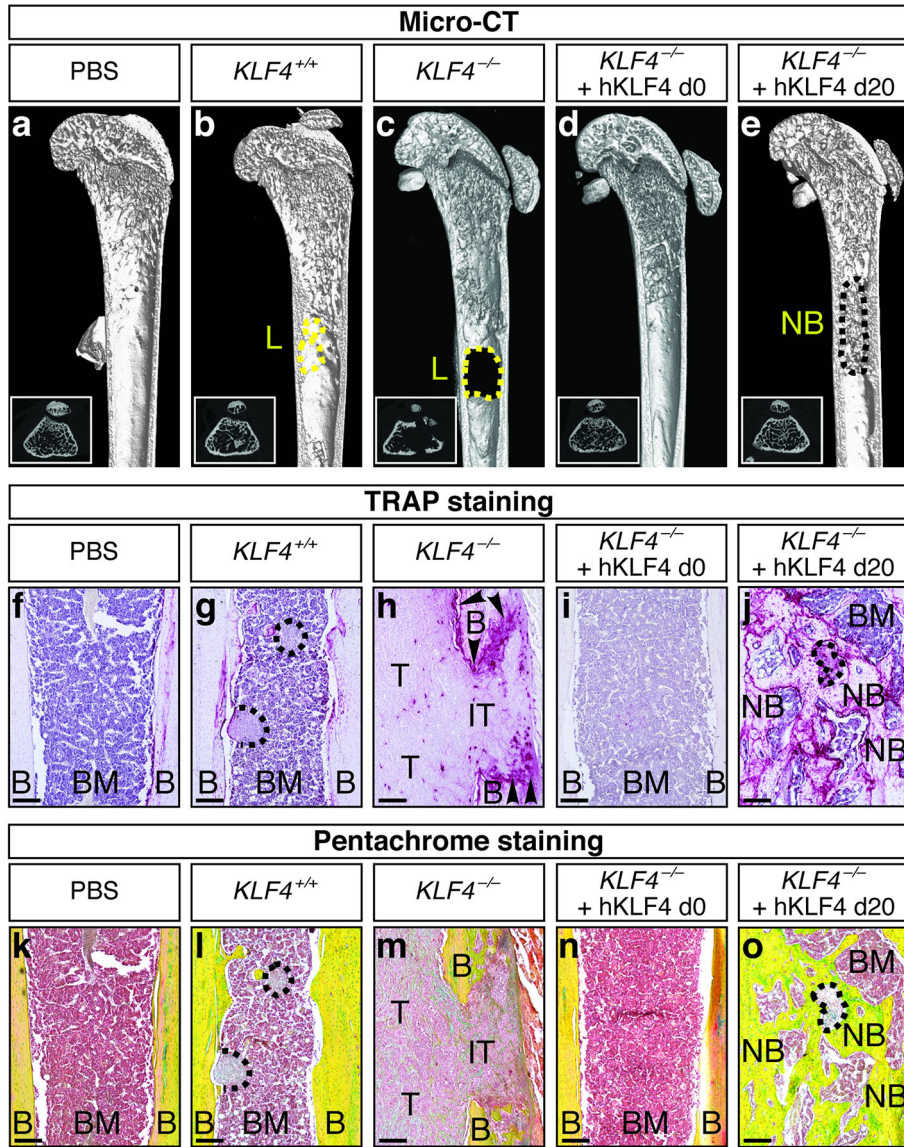 Micro-CT
PBS
KLF4+/+
KLF4−/−
KLF4−/−
+ hKLF4 d0
KLF4−/−
+ hKLF4 d20
a
b
c
d
e
L
L
NB
TRAP staining
PBS
KLF4+/+
KLF4−/−
KLF4−/−
+ hKLF4 d0
KLF4−/−
+ hKLF4 d20
f
g
h
i
j
B BM B
B BM B
B
T
IT
T
B
B BM B
BM
NB
NB
NB
Pentachrome staining
PBS
KLF4+/+
KLF4−/−
KLF4−/−
+ hKLF4 d0
KLF4−/−
+ hKLF4 d20
k
l
m
n
o
B BM B
B BM B
B
T
IT
T
B
B BM B
BM
NB
NB
NB